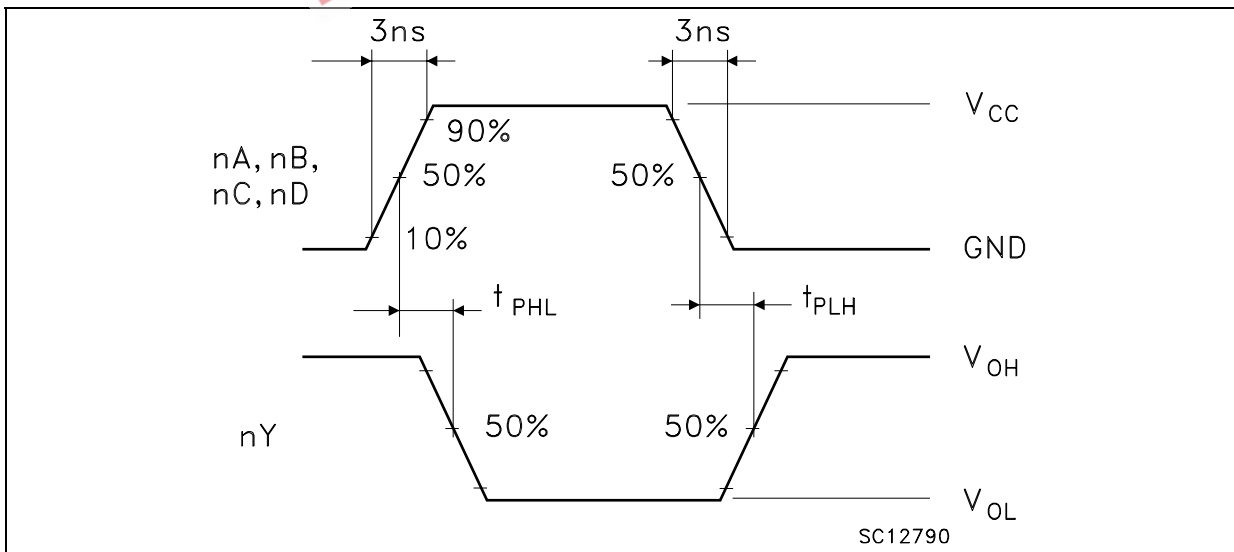 3ns 3ns
V_CC
90%
nA, nB,
nC, nD
50% 50%
10%
GND
t_PHL t_PLH
V_OH
nY
50% 50%
V_OL
SC12790